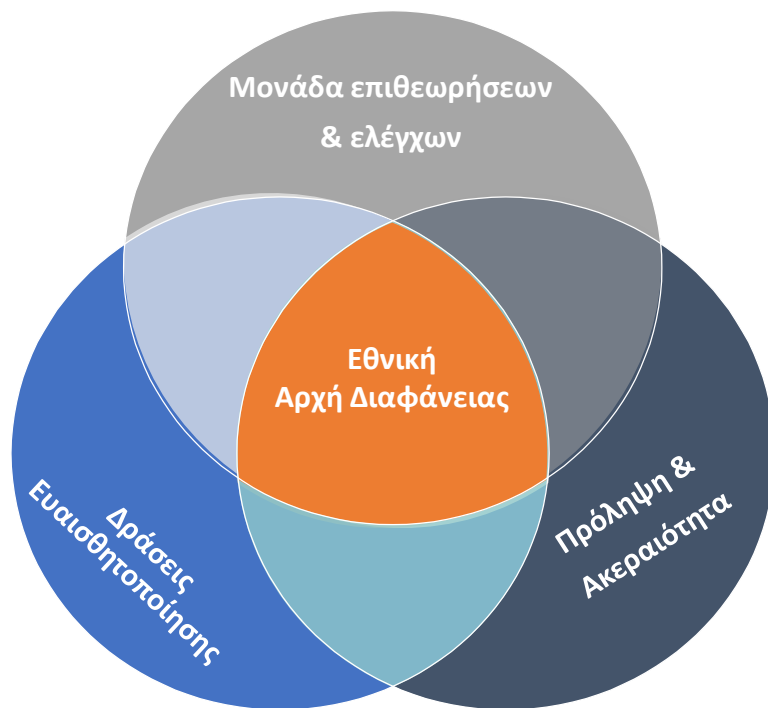 Μονάδα επιθεωρήσεων
& ελέγχων
Εθνική
Αρχή Διαφάνειας
Δράσεις
Ευαισθητοποίησης
Πρόληψη &
Ακεραιότητα